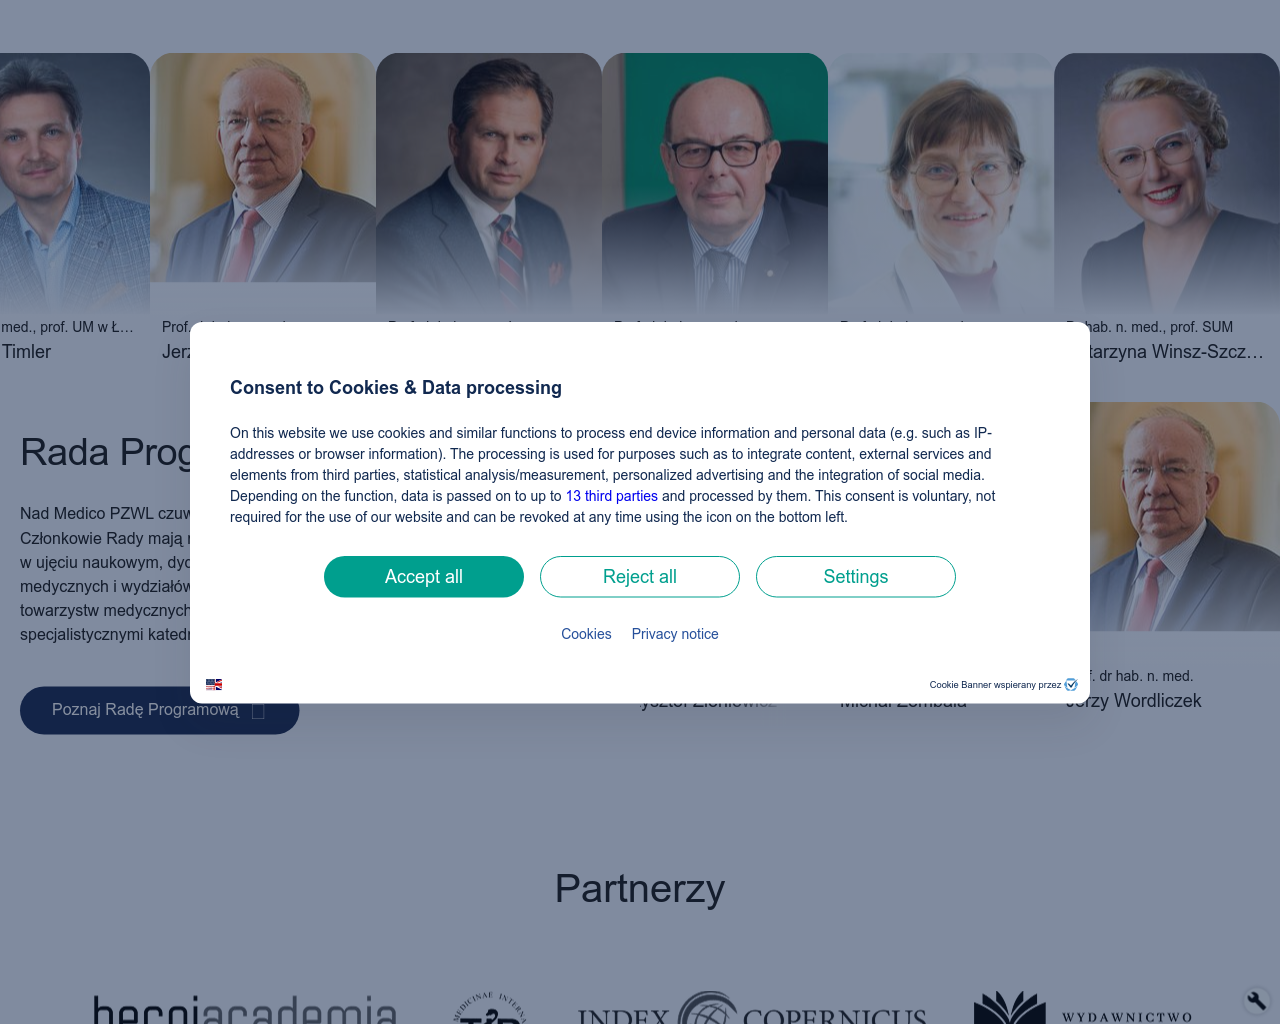 med., prof. UM w Ł...
Timler
Prof.
Jerz
hab. n. med., prof. SUM
tarzyna Winsz-Szcz...
Consent to Cookies & Data processing
On this website we use cookies and similar functions to process end device information and personal data (e.g. such as IP-
addresses or browser information). The processing is used for purposes such as to integrate content, external services and
elements from third parties, statistical analysis/measurement, personalized advertising and the integration of social media.
Depending on the function, data is passed on to up to 13 third parties and processed by them. This consent is voluntary, not
required for the use of our website and can be revoked at any time using the icon on the bottom left.
Accept all
Reject all
Settings
Cookies Privacy notice
Cookie Banner wspierany przez
Rada Prog
Nad Medico PZWL czuw
Członkowie Rady mają
w ujęciu naukowym, dyd
medycznych i wydziałów
towarzystw medycznych
specjalistycznymi kated
Poznaj Radę Programową
f. dr hab. n. med.
Jerzy Wordliczek
Michał Zembala
Partnerzy
herniacademia
MEDICINAE INTERNA
INDEX COPERNICUS
WYDAWNICTWO